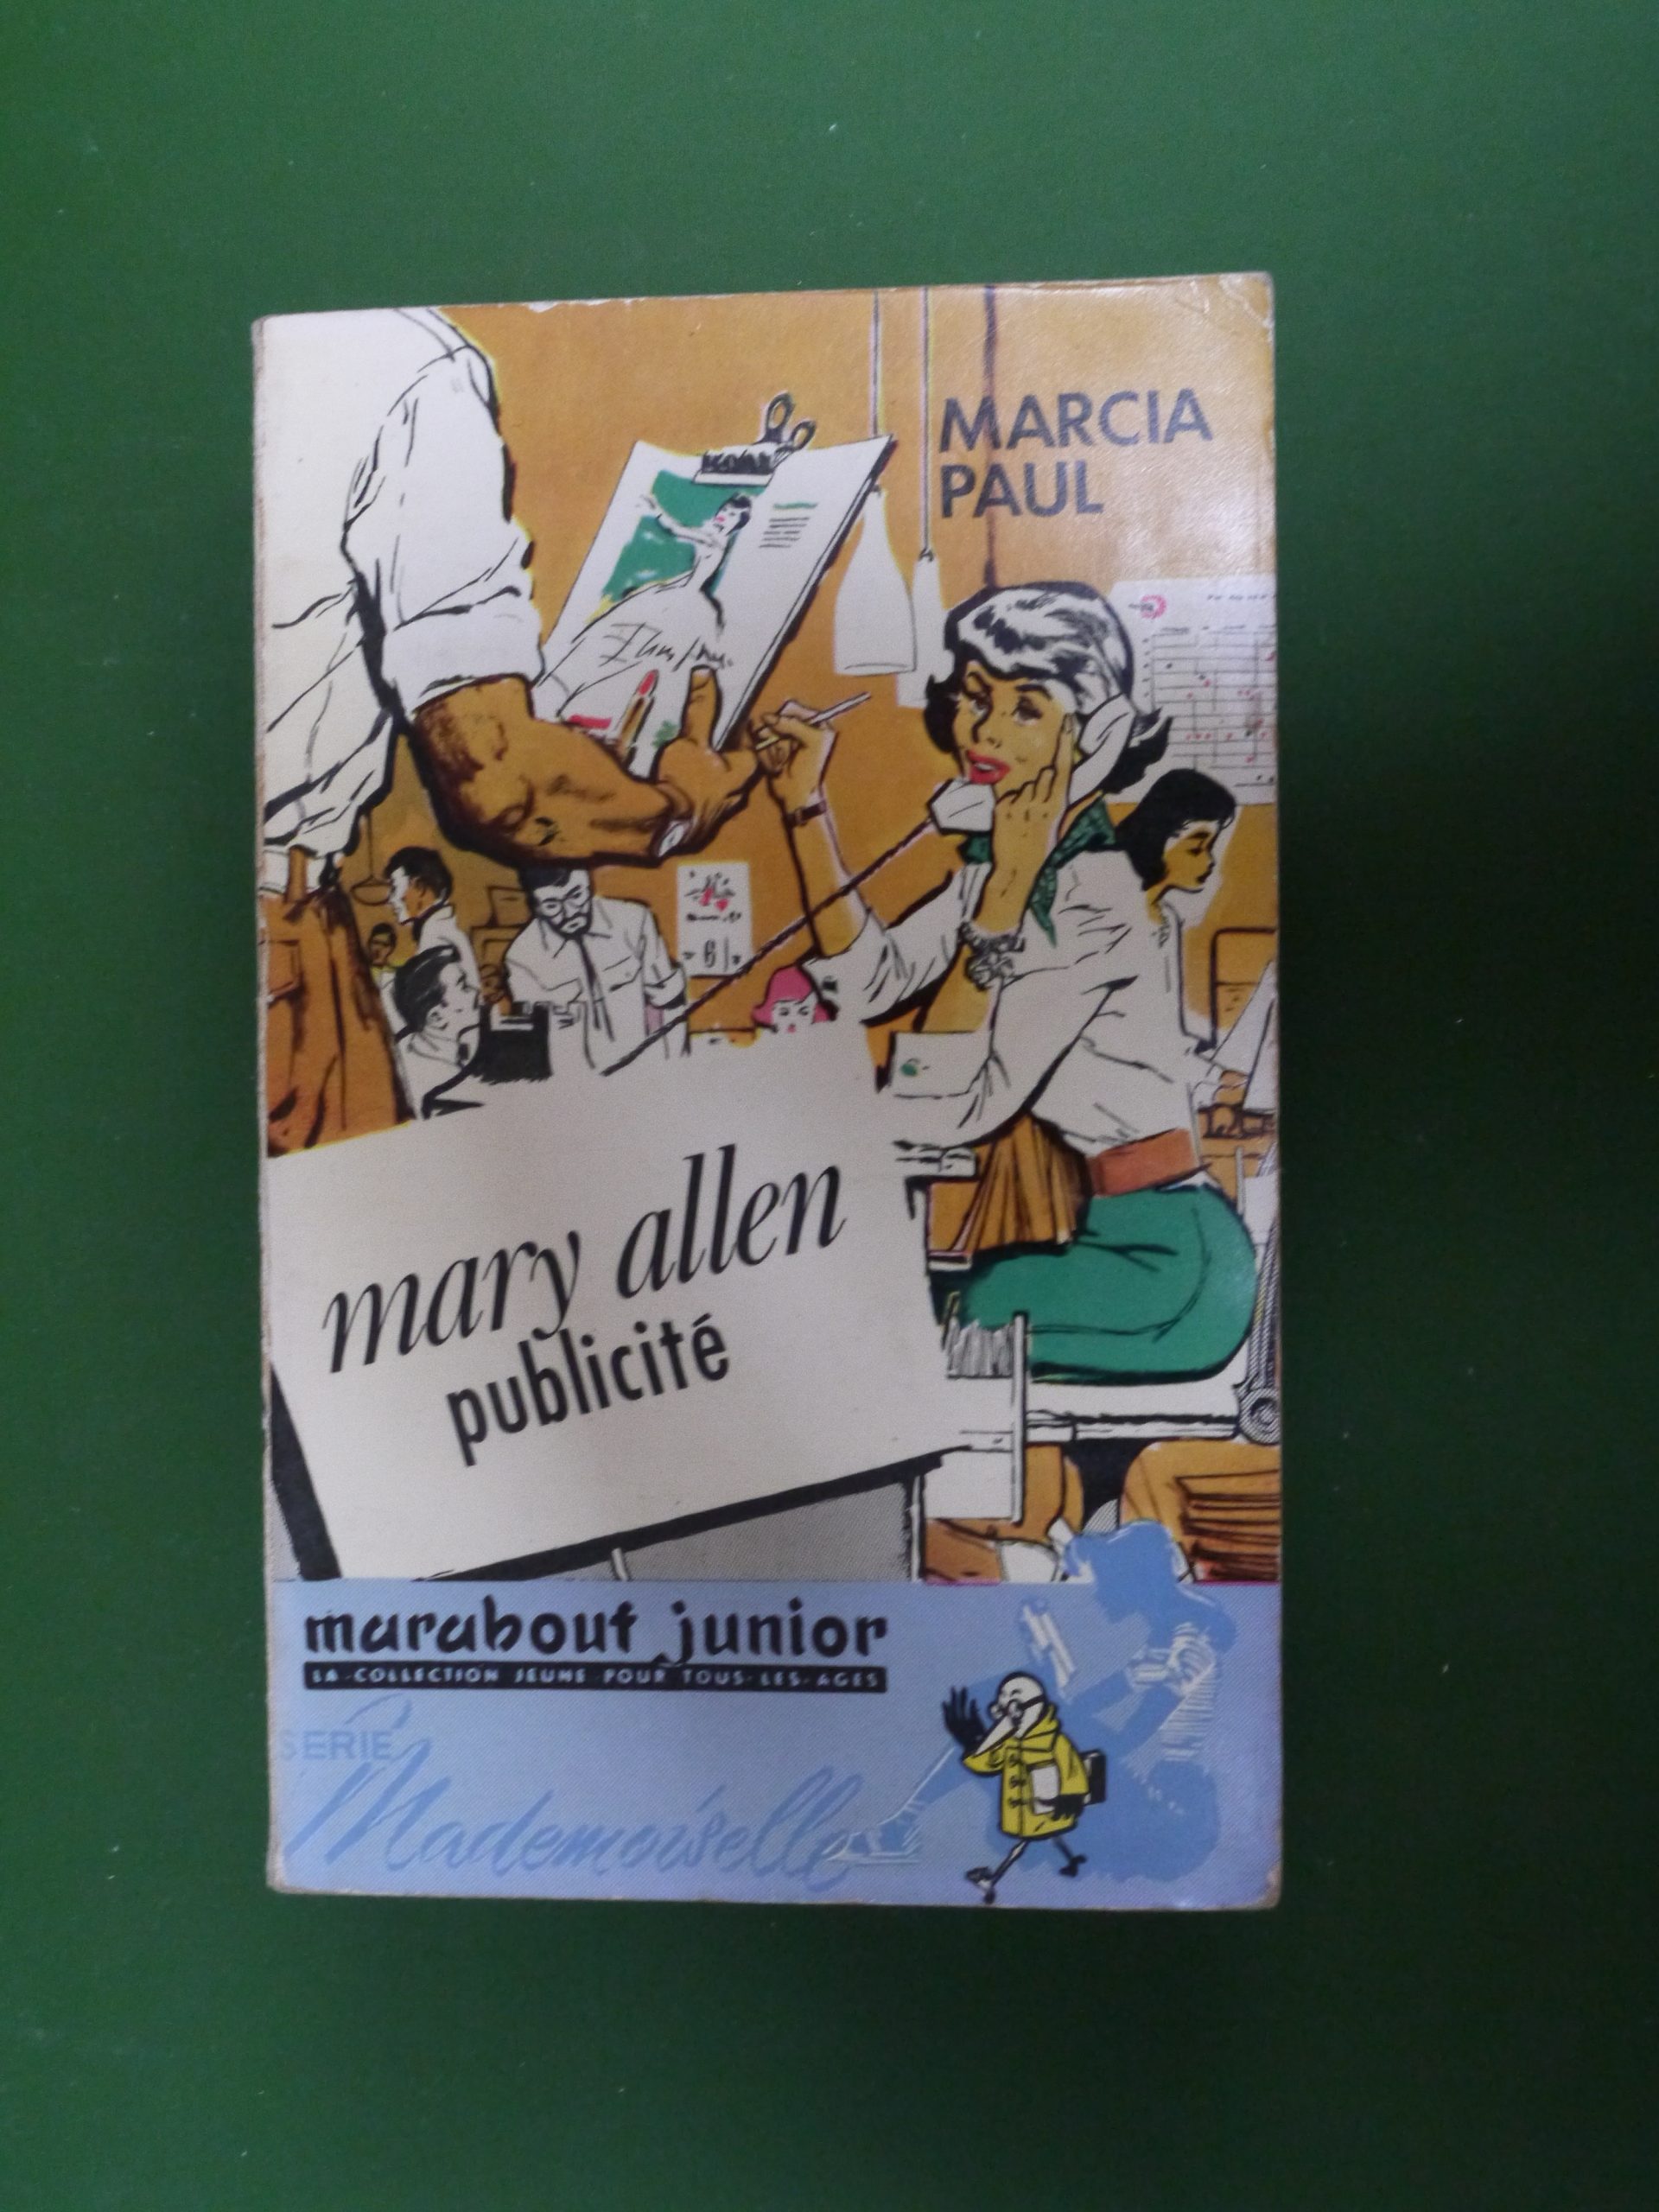 MARCIA
PAUL
mary allen
publicité
marabout junior
LA·COLLECTION JEUNE·POUR TOUS·LES·AGES
SERIE
Mademoiselle